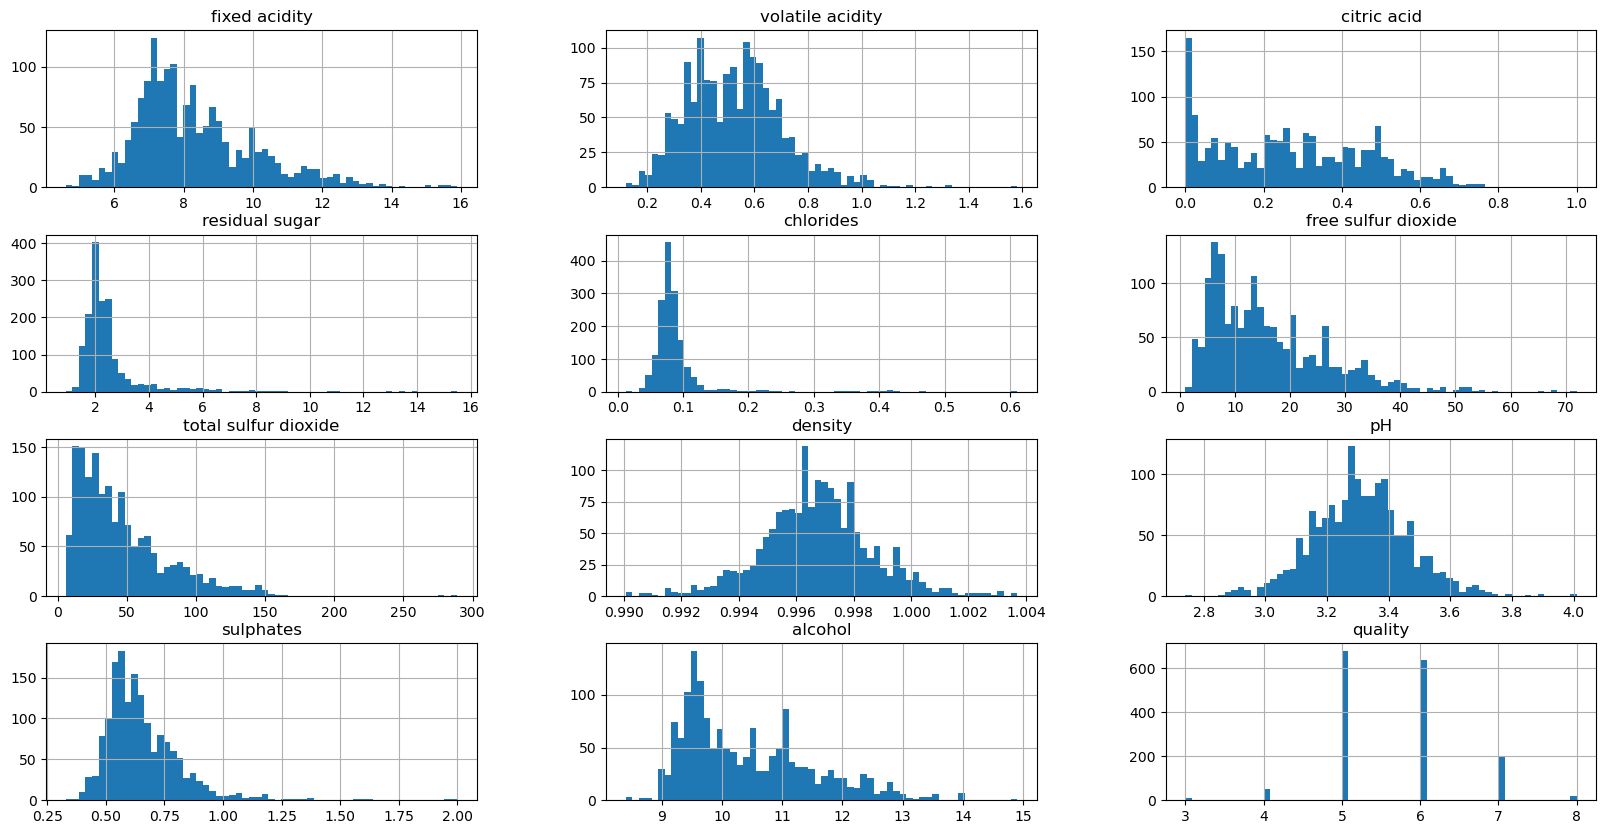 fixed acidity
100
50
0
6 8 10 12 14 16
volatile acidity
100
75
50
25
0
0.2 0.4 0.6 0.8 1.0 1.2 1.4 1.6
citric acid
150
100
50
0
0.0 0.2 0.4 0.6 0.8 1.0
residual sugar
400
300
200
100
0
2 4 6 8 10 12 14 16
chlorides
400
300
200
100
0
0.0 0.1 0.2 0.3 0.4 0.5 0.6
free sulfur dioxide
100
50
0
0 10 20 30 40 50 60 70
total sulfur dioxide
150
100
50
0
0 50 100 150 200 250 300
density
100
75
50
25
0
0.990 0.992 0.994 0.996 0.998 1.000 1.002 1.004
pH
100
50
0
2.8 3.0 3.2 3.4 3.6 3.8 4.0
sulphates
150
100
50
0
0.25 0.50 0.75 1.00 1.25 1.50 1.75 2.00
alcohol
100
50
0
9 10 11 12 13 14 15
quality
600
400
200
0
3 4 5 6 7 8